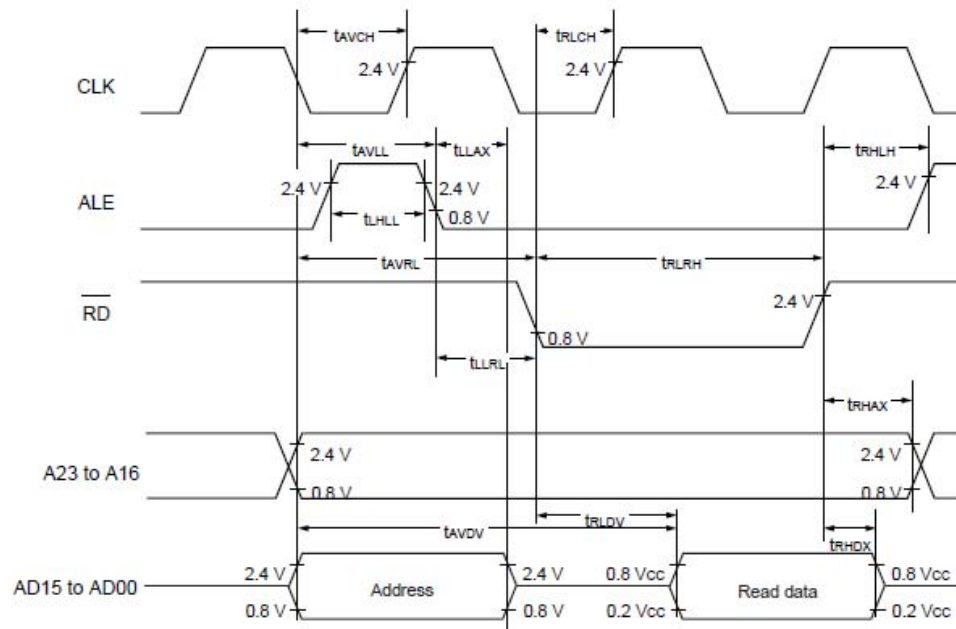 tAVCH tRLCH
CLK 2.4 V 2.4 V
tAVLL tLLAX tRHLH
ALE 2.4 V 2.4 V 2.4 V
tLHLL 0.8 V
tAVRL tRLRH
RD 2.4 V
0.8 V
tLLRL
tRHAX
A23 to A16 2.4 V 2.4 V
0.8 V 0.8 V
tAVDV tRLDV tRHDX
AD15 to AD00 2.4 V Address 2.4 V 0.8 Vcc Read data 0.8 Vcc
0.8 V 0.8 V 0.2 Vcc 0.2 Vcc